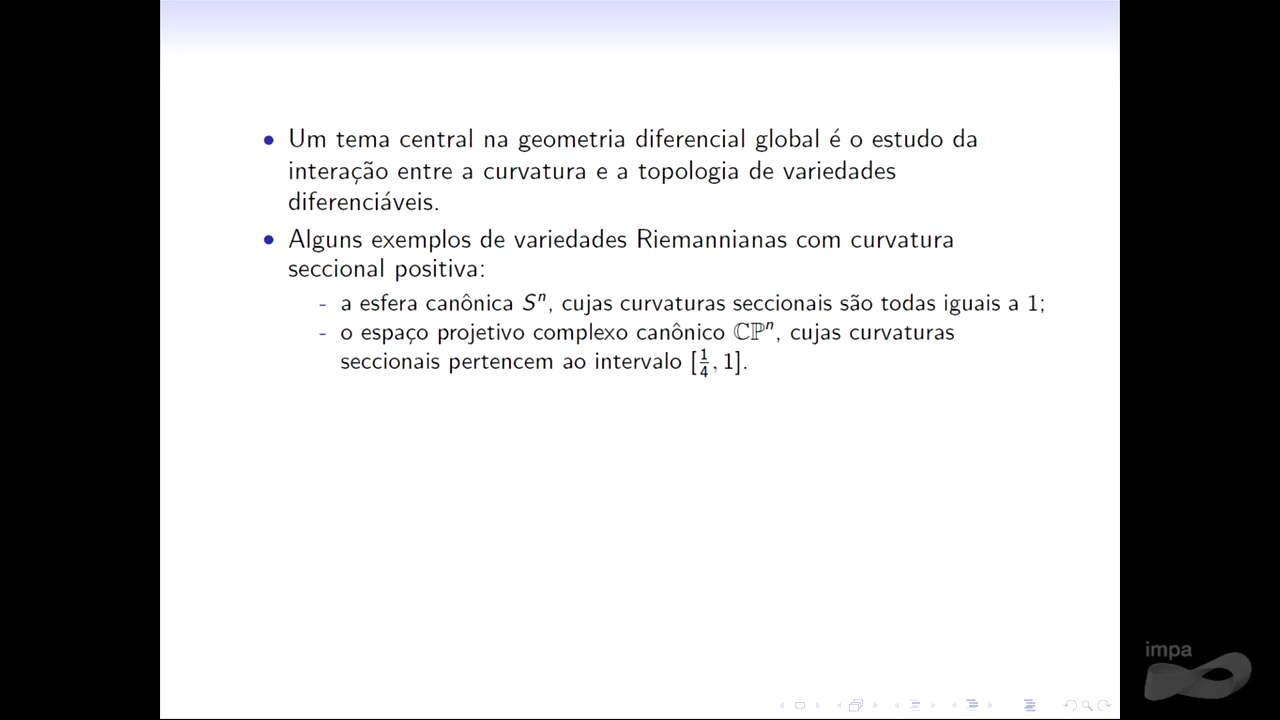 • Um tema central na geometria diferencial global é o estudo da
interação entre a curvatura e a topologia de variedades
diferenciáveis.
• Alguns exemplos de variedades Riemannianas com curvatura
seccional positiva:
- a esfera canônica Sⁿ, cujas curvaturas seccionais são todas iguais a 1;
- o espaço projetivo complexo canônico ℂℙⁿ, cujas curvaturas
seccionais pertencem ao intervalo [1/4, 1].
impa